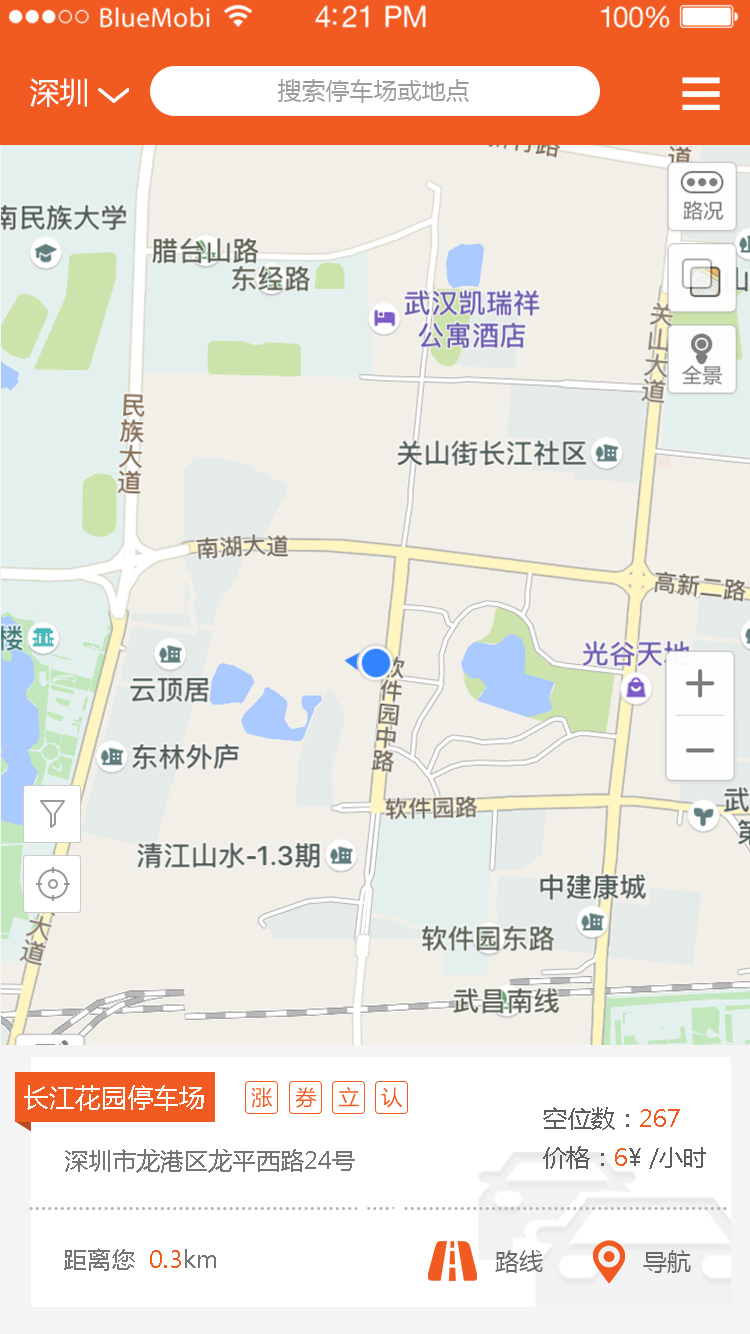 BlueMobi 4:21 PM 100%
深圳
搜索停车场或地点
路况
南民族大学
腊台山路
东经路
武汉凯瑞祥
公寓酒店
关山大道
全景
民族大道
关山街长江社区
南湖大道
高新二路
楼
光谷天地
云顶居
软件园中路
东林外庐
软件园路
武
清江山水-1.3期
中建康城
大道
软件园东路
武昌南线
长江花园停车场
涨 券 立 认
空位数：267
深圳市龙港区龙平西路24号
价格：6¥ /小时
距离您 0.3km
路线
导航